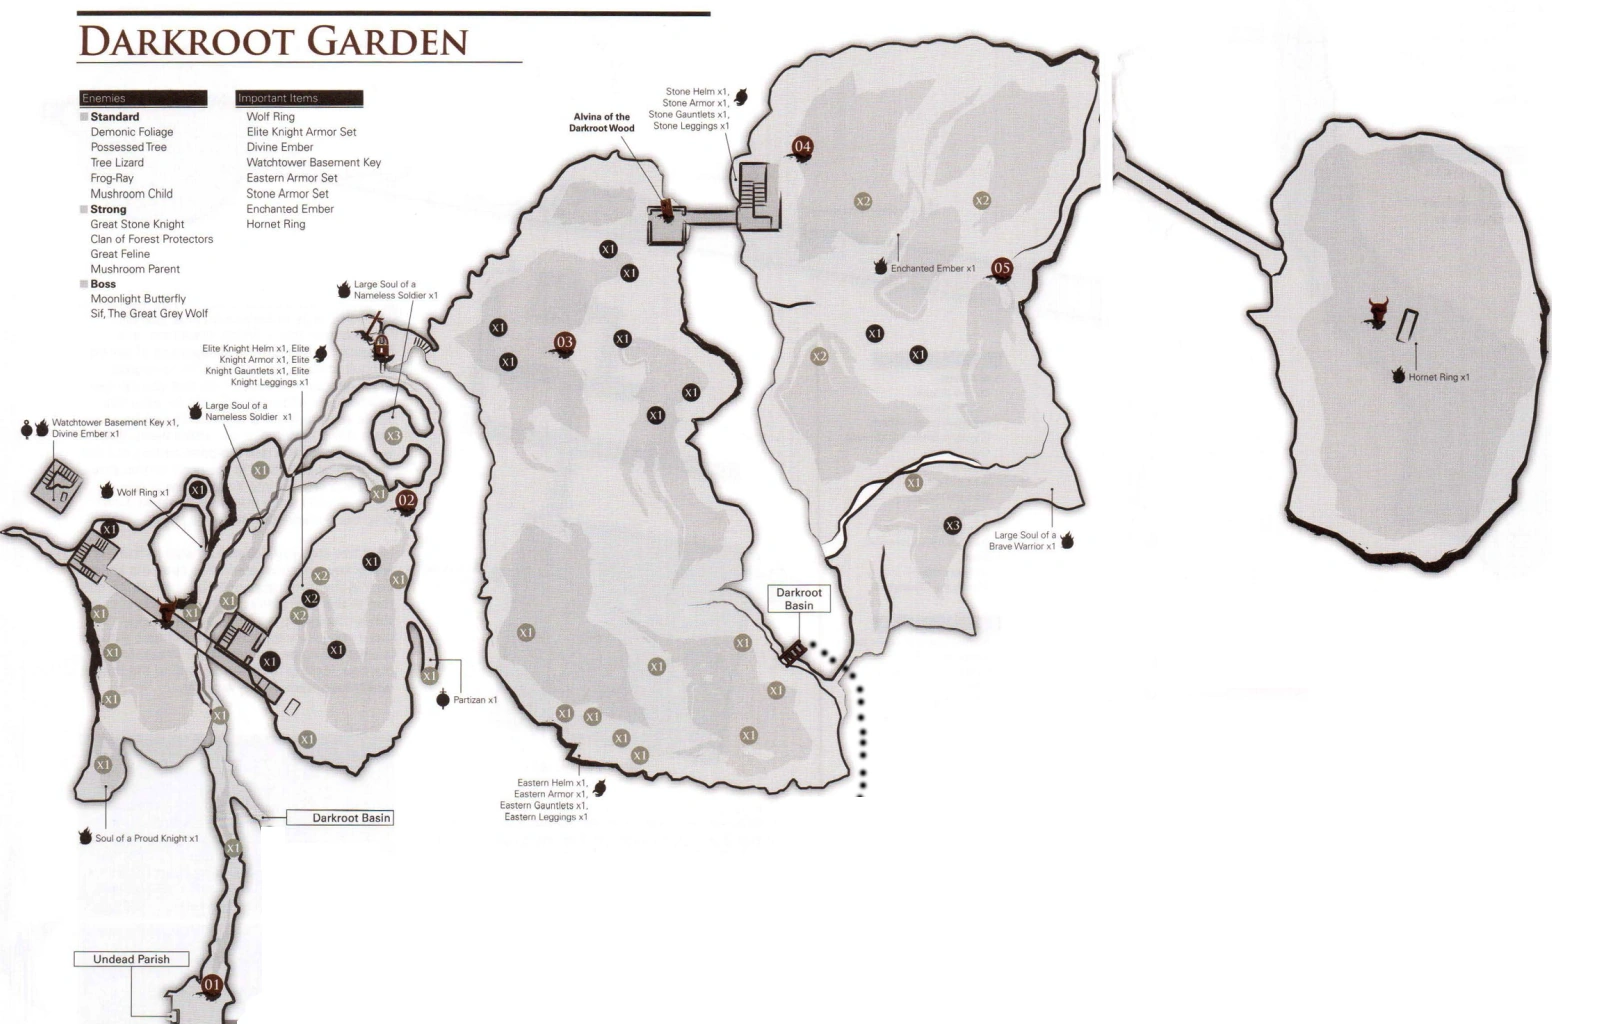 DARKROOT GARDEN
Enemies
Standard
Demonic Foliage
Possessed Tree
Tree Lizard
Frog-Ray
Mushroom Child
Strong
Great Stone Knight
Clan of Forest Protectors
Great Feline
Mushroom Parent
Boss
Moonlight Butterfly
Sif, The Great Grey Wolf
Important Items
Wolf Ring
Elite Knight Armor Set
Divine Ember
Watchtower Basement Key
Eastern Armor Set
Stone Armor Set
Enchanted Ember
Hornet Ring
Stone Helm x1,
Stone Armor x1,
Stone Gauntlets x1,
Stone Leggings x1
Alvina of the
Darkroot Wood
04
x2
x2
Enchanted Ember x1
05
x1
x1
Large Soul of a
Nameless Soldier x1
x1
x1
03
x1
x1
x1
x2
x1
x1
Hornet Ring x1
Elite Knight Helm x1, Elite
Knight Armor x1, Elite
Knight Gauntlets x1, Elite
Knight Leggings x1
Large Soul of a
Nameless Soldier x1
Watchtower Basement Key x1,
Divine Ember x1
x3
x1
Wolf Ring x1
x1
x1
02
x1
x1
x3
Large Soul of a
Brave Warrior x1
x1
x2
x1
x2
x2
x1
x1
x1
Darkroot
Basin
x1
x1
x1
x1
x1
x1
x1
x1
x1
Partizan x1
x1
x1
x1
x1
x1
x1
x1
x1
x1
x1
Eastern Helm x1,
Eastern Armor x1,
Eastern Gauntlets x1,
Eastern Leggings x1
Darkroot Basin
Soul of a Proud Knight x1
x1
Undead Parish
01